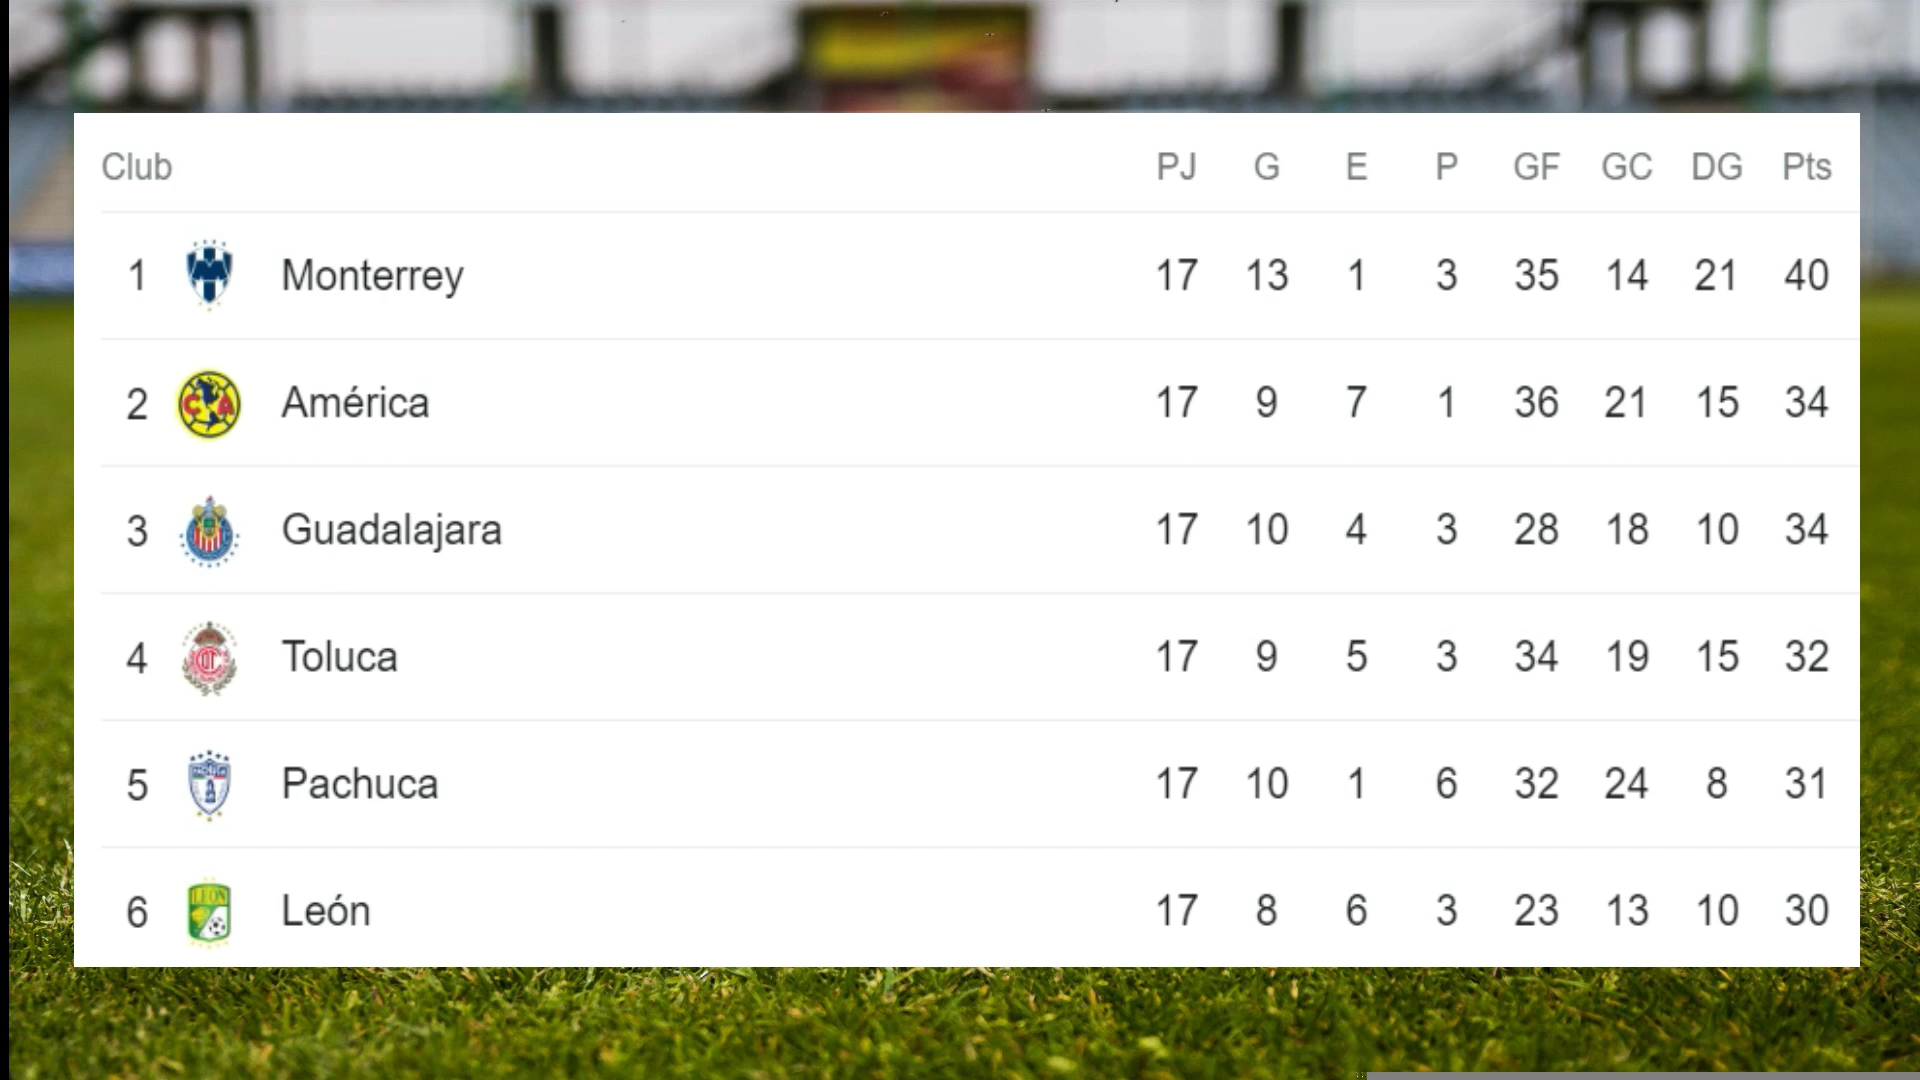 Club PJ G E P GF GC DG Pts
1 Monterrey 17 13 1 3 35 14 21 40
2 América 17 9 7 1 36 21 15 34
3 Guadalajara 17 10 4 3 28 18 10 34
4 Toluca 17 9 5 3 34 19 15 32
5 Pachuca 17 10 1 6 32 24 8 31
6 León 17 8 6 3 23 13 10 30